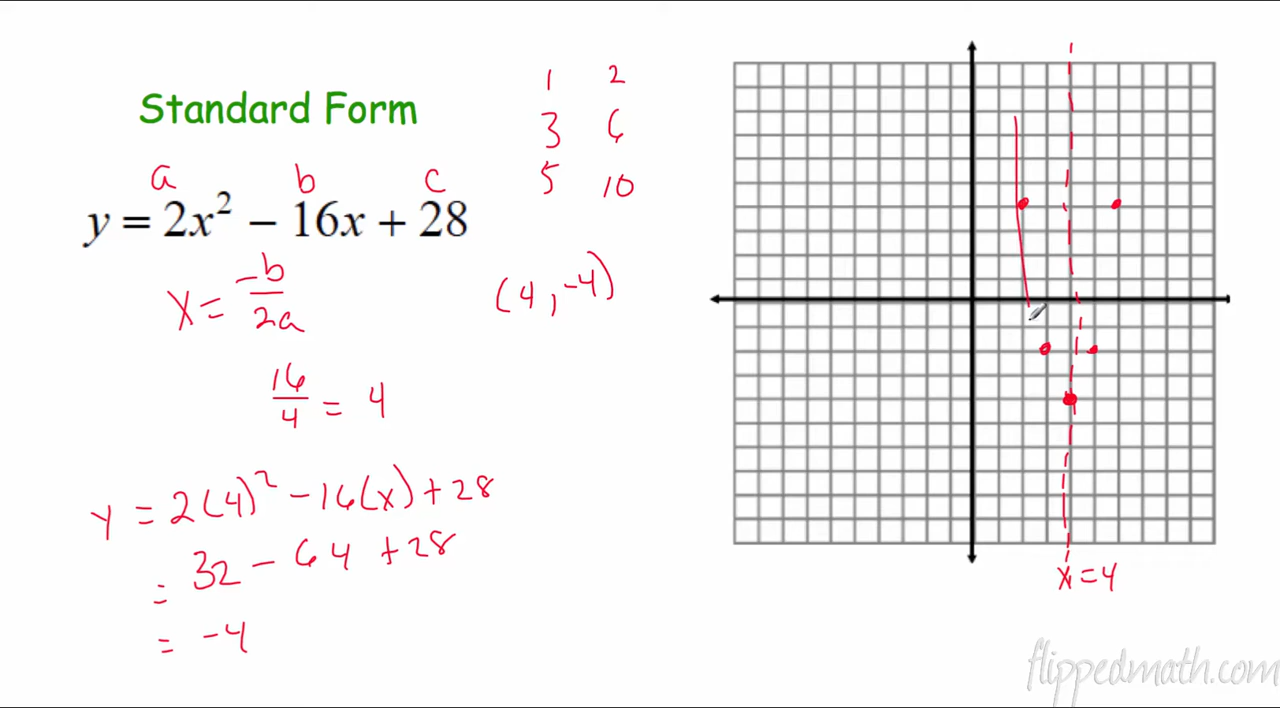 Standard Form
1 2
3 6
5 10
a b c
y = 2x² − 16x + 28
x = -b/2a
(4, -4)
16/4 = 4
y = 2(4)² - 16(x) + 28
= 32 - 64 + 28
= -4
x = 4
flippedmath.com